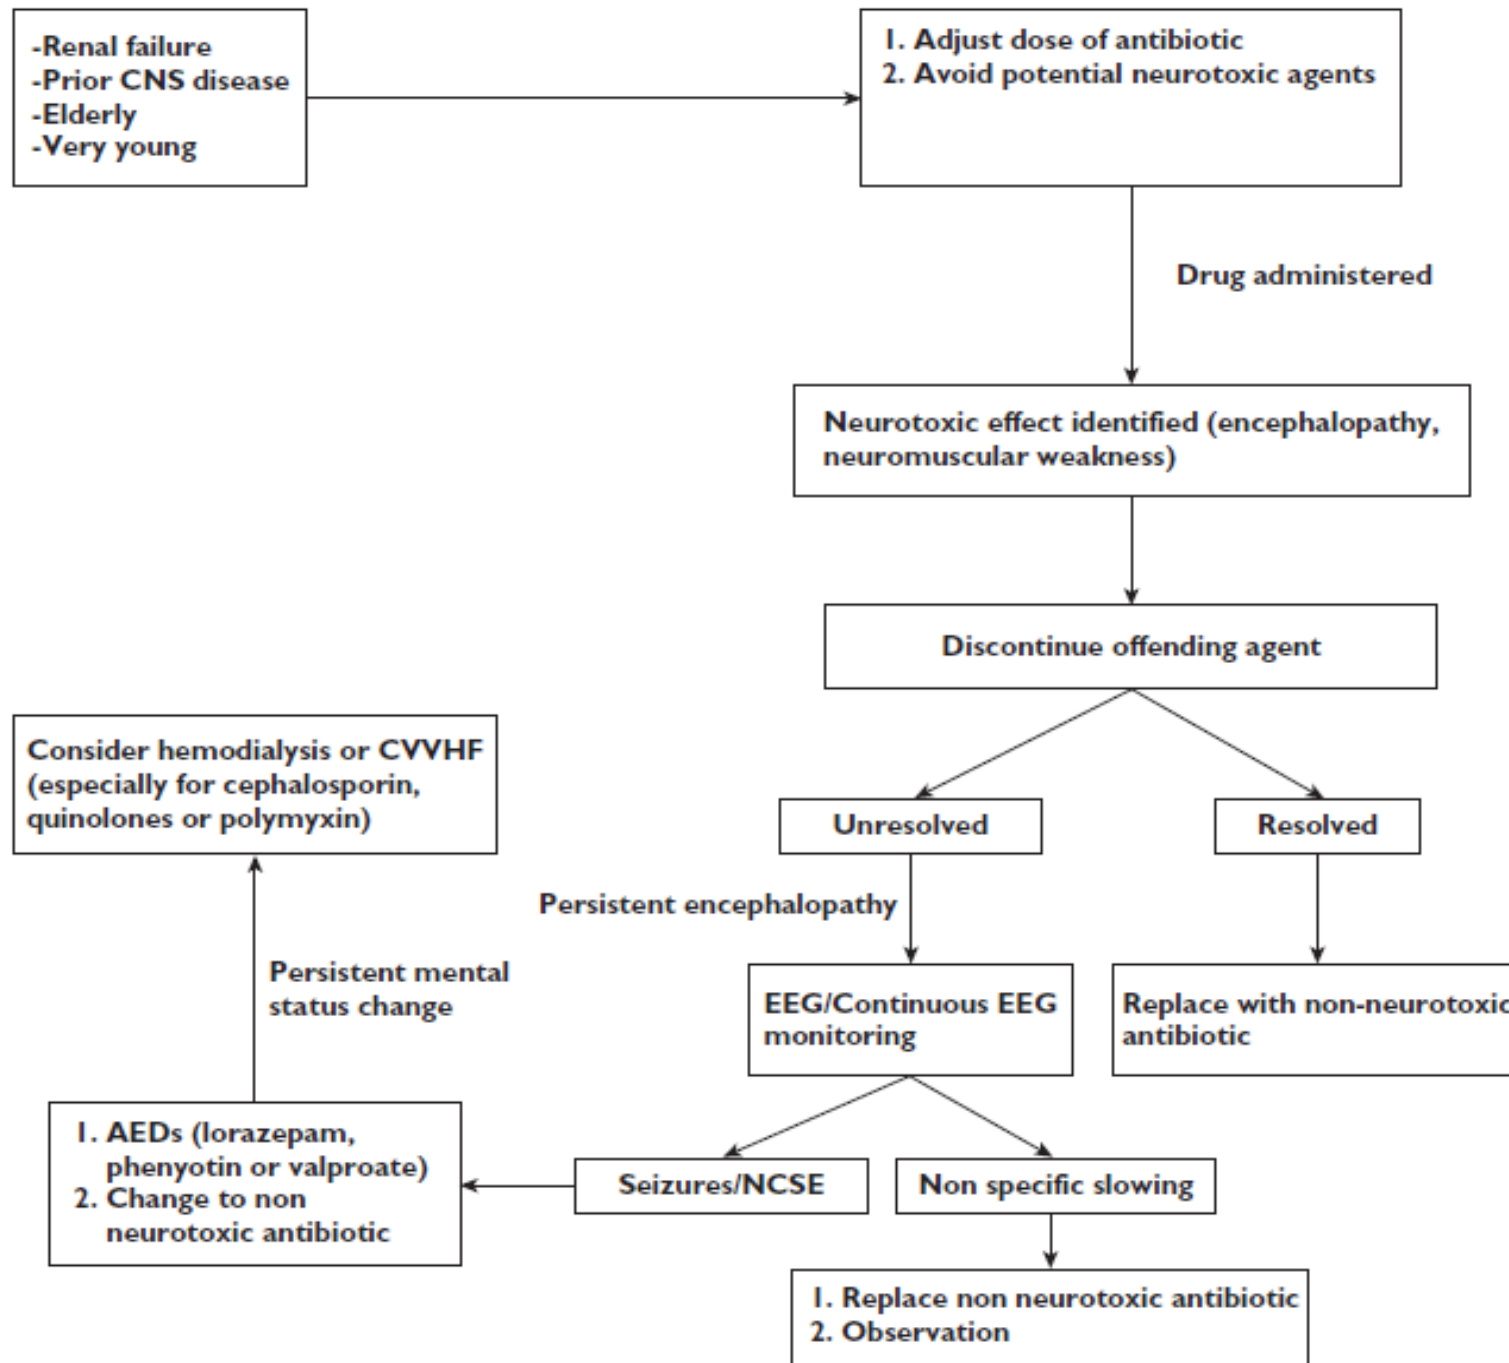 -Renal failure
-Prior CNS disease
-Elderly
-Very young
1. Adjust dose of antibiotic
2. Avoid potential neurotoxic agents
Drug administered
Neurotoxic effect identified (encephalopathy,
neuromuscular weakness)
Discontinue offending agent
Unresolved
Resolved
Persistent encephalopathy
EEG/Continuous EEG
monitoring
Replace with non-neurotoxic
antibiotic
Seizures/NCSE
Non specific slowing
1. Replace non neurotoxic antibiotic
2. Observation
1. AEDs (lorazepam,
phenyotin or valproate)
2. Change to non
neurotoxic antibiotic
Persistent mental
status change
Consider hemodialysis or CVVHF
(especially for cephalosporin,
quinolones or polymyxin)